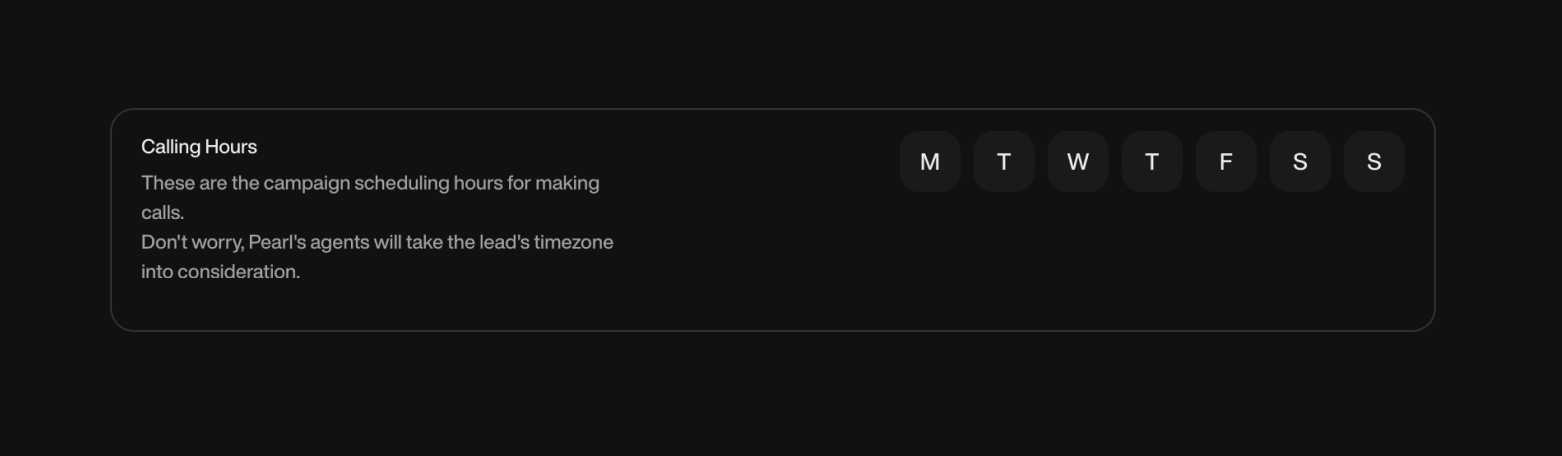 Calling Hours
These are the campaign scheduling hours for making
calls.
Don't worry, Pearl's agents will take the lead's timezone
into consideration.
M T W T F S S